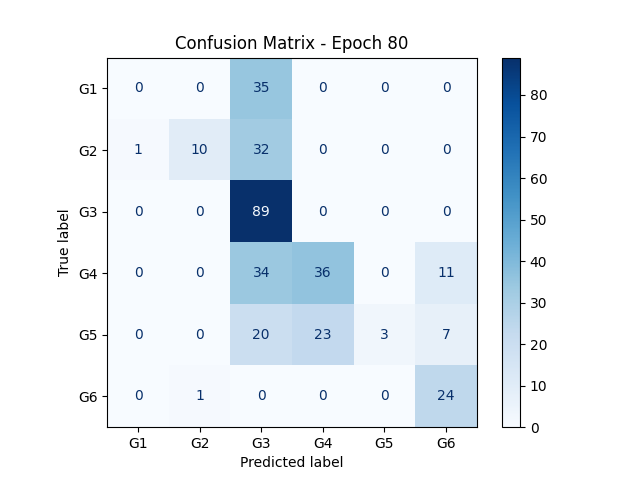 Confusion Matrix - Epoch 80
True label
G1 0 0 35 0 0 0
G2 1 10 32 0 0 0
G3 0 0 89 0 0 0
G4 0 0 34 36 0 11
G5 0 0 20 23 3 7
G6 0 1 0 0 0 24
G1 G2 G3 G4 G5 G6
Predicted label
80
70
60
50
40
30
20
10
0